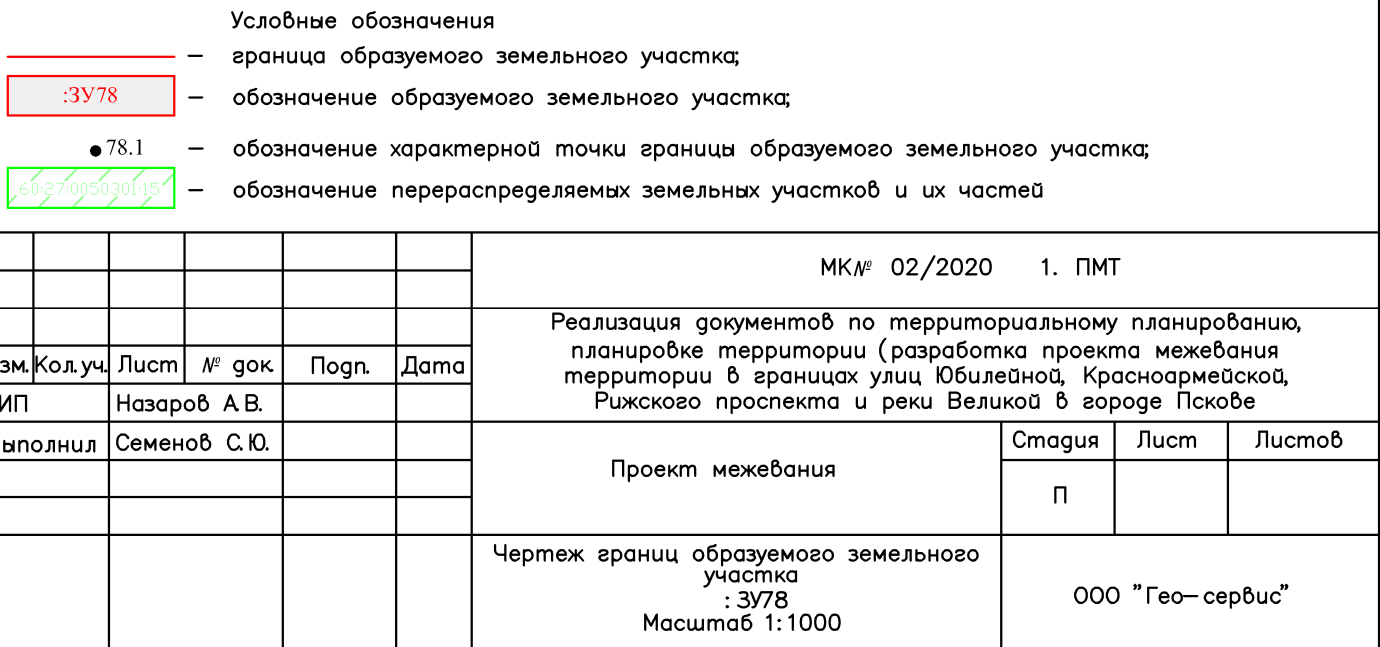 Условные обозначения
– граница образуемого земельного участка;
:ЗУ78 – обозначение образуемого земельного участка;
78.1 – обозначение характерной точки границы образуемого земельного участка;
60:27:0050301:15 – обозначение перераспределяемых земельных участков и их частей
МК№ 02/2020 1. ПМТ
Реализация документов по территориальному планированию,
планировке территории (разработка проекта межевания
территории в границах улиц Юбилейной, Красноармейской,
Рижского проспекта и реки Великой в городе Пскове
зм. Кол.уч. Лист № док. Подп. Дата
ИП Назаров А.В.
ыполнил Семенов С.Ю.
Проект межевания
Стадия Лист Листов
П
Чертеж границ образуемого земельного
участка
:ЗУ78
Масштаб 1:1000
ООО "Гео-сервис"